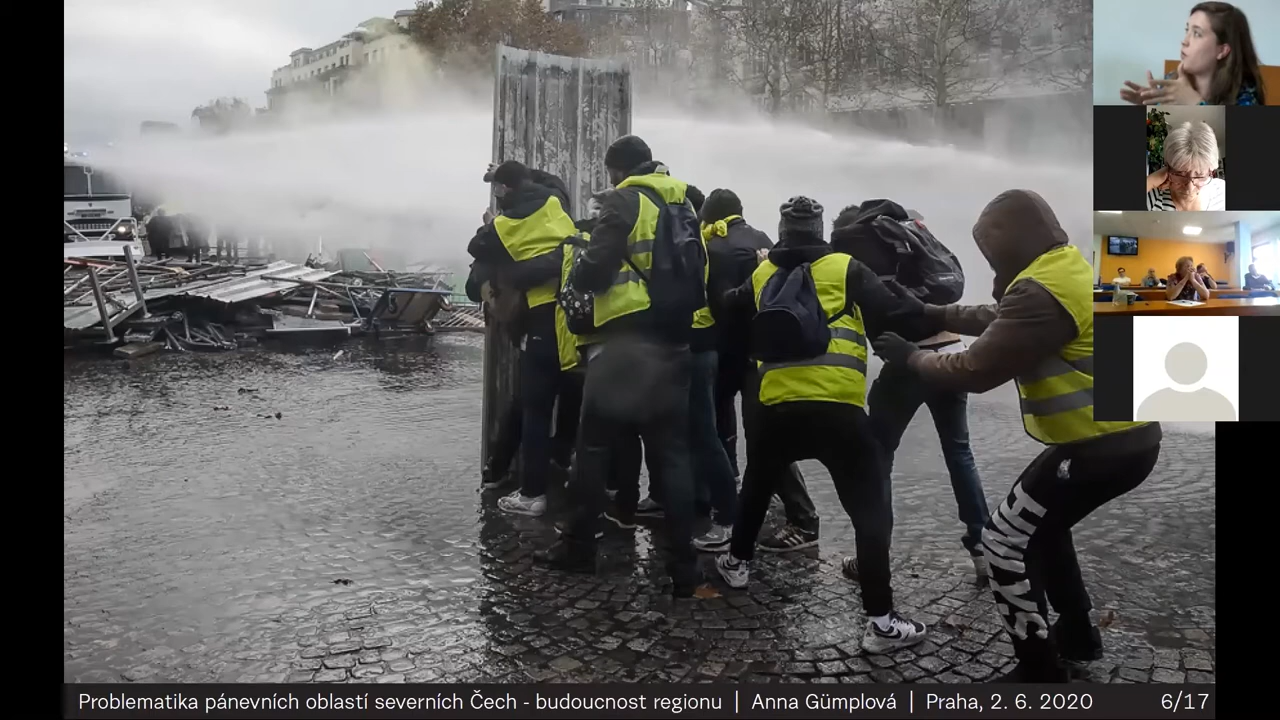 Problematika pánevních oblastí severních Čech - budoucnost regionu | Anna Gümplová | Praha, 2. 6. 2020 6/17